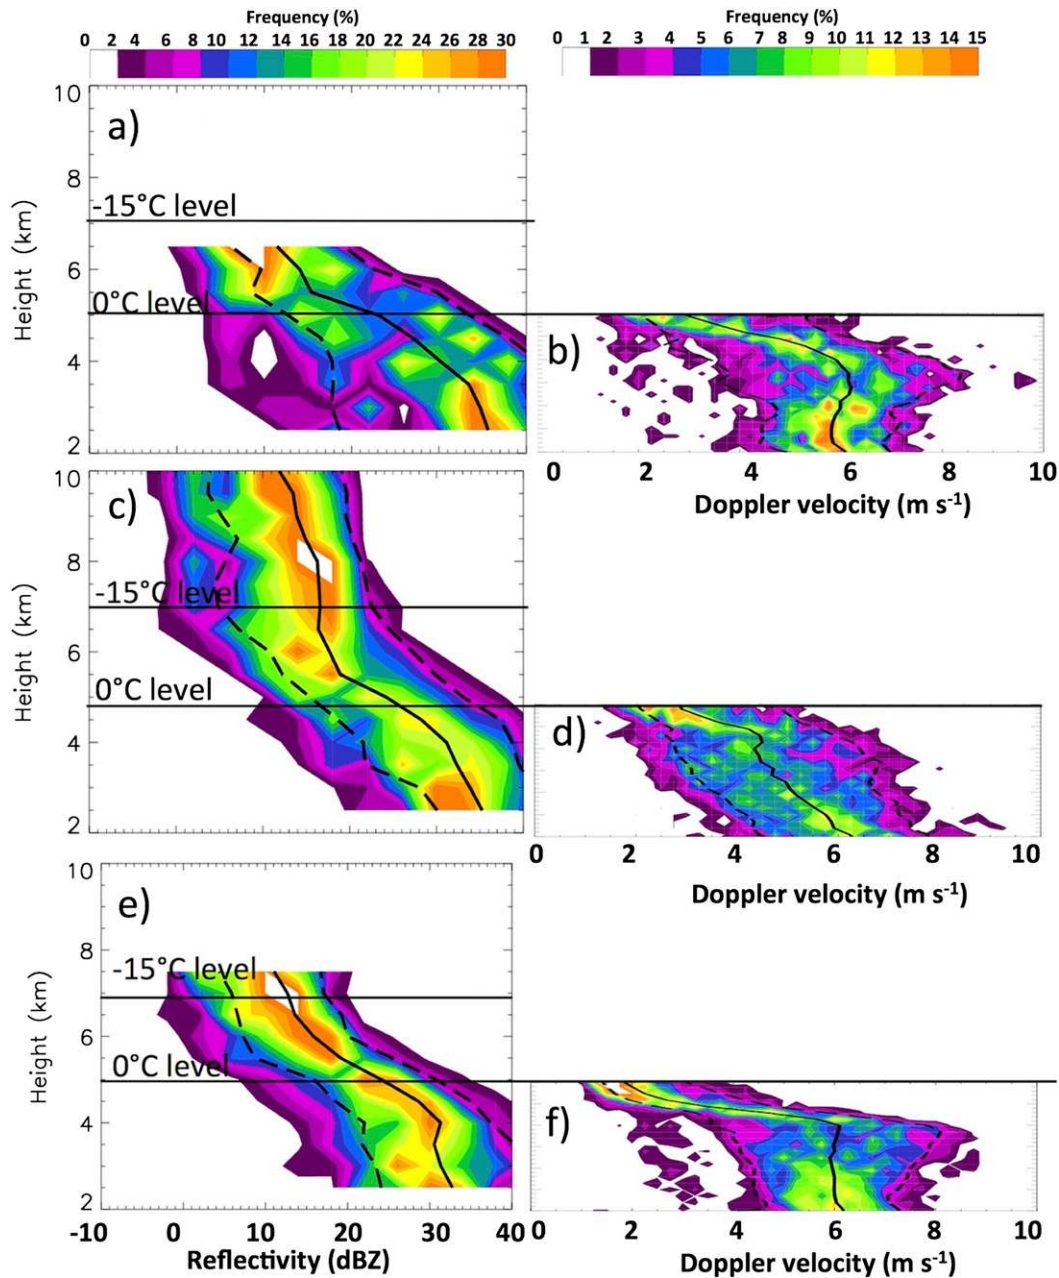 Frequency (%)
0 2 4 6 8 10 12 14 16 18 20 22 24 26 28 30
Frequency (%)
0 1 2 3 4 5 6 7 8 9 10 11 12 13 14 15
10
a)
8
-15°C level
Height (km)
6
0°C level
4
b)
2
0 2 4 6 8 10
Doppler velocity (m s-1)
10
c)
8
-15°C level
Height (km)
6
0°C level
4
d)
2
0 2 4 6 8 10
Doppler velocity (m s-1)
10
e)
8
-15°C level
Height (km)
6
0°C level
4
f)
2
-10 0 10 20 30 40
Reflectivity (dBZ)
0 2 4 6 8 10
Doppler velocity (m s-1)